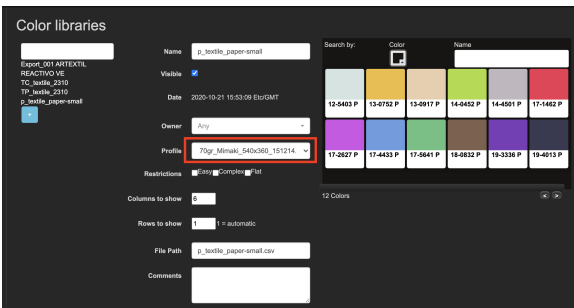 Color libraries
Export_001 ARTEXTIL
REACTIVO VE
TC_textile_2310
TP_textile_2310
p_textile_paper-small
+
Name p_textile_paper-small
Visible
Date 2020-10-21 15:53:09 Etc/GMT
Owner Any
Profile 70gr_Mimaki_540x360_151214.
Restrictions Easy Complex Flat
Columns to show 6
Rows to show 1 1 = automatic
File Path p_textile_paper-small.csv
Comments
Search by: Color Name
12-5403 P 13-0752 P 13-0917 P 14-0452 P 14-4501 P 17-1462 P
17-2627 P 17-4433 P 17-5641 P 18-0832 P 19-3336 P 19-4013 P
12 Colors < >